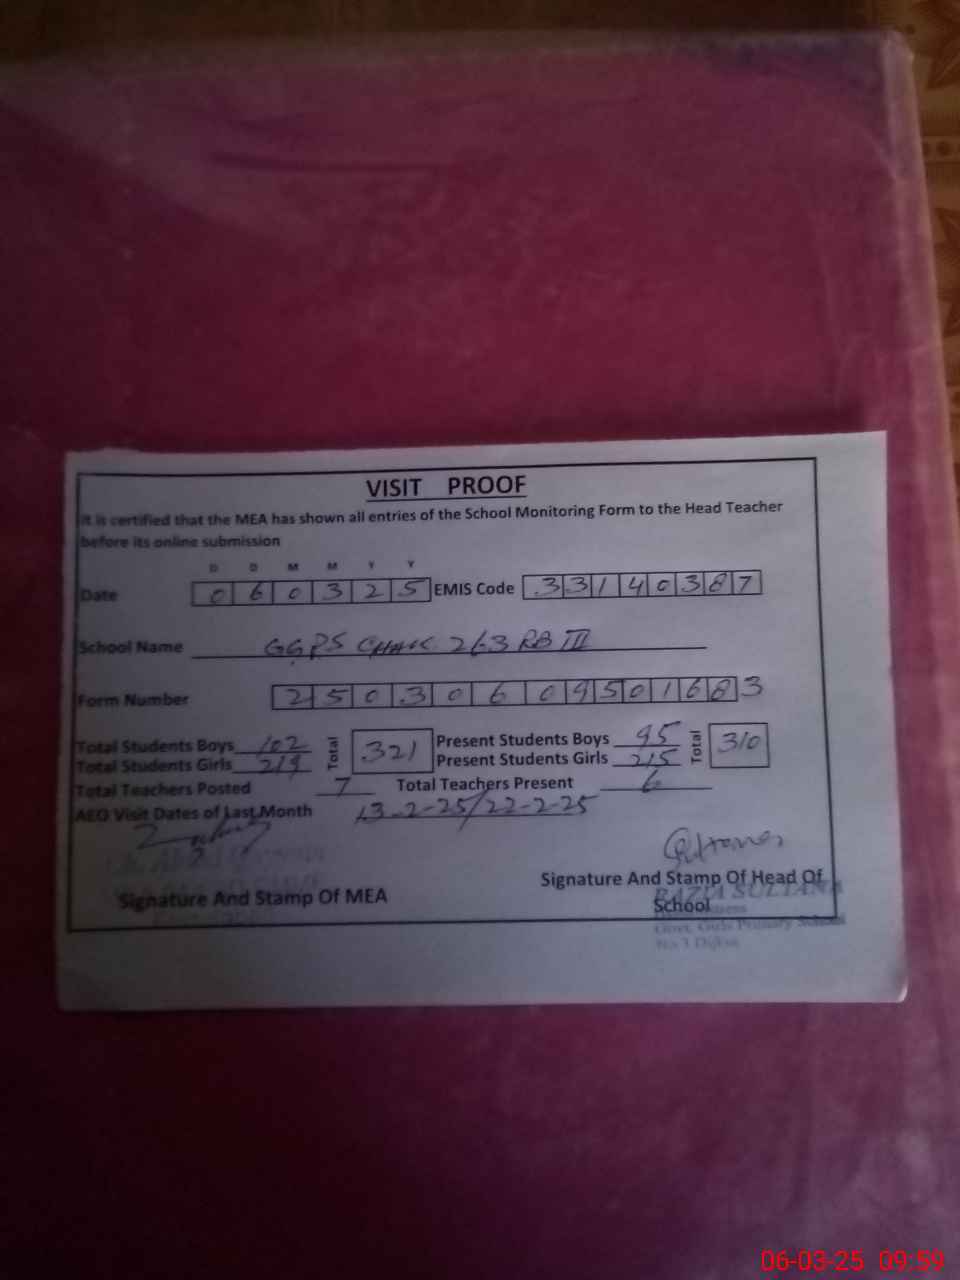 VISIT PROOF
It is certified that the MEA has shown all entries of the School Monitoring Form to the Head Teacher
before its online submission
D D M M Y Y
Date 0 6 0 3 2 5 EMIS Code 3 3 1 4 0 3 8 7
School Name GGPS CHAK 263 RB III
Form Number 2 5 0 3 0 6 0 9 5 0 1 6 8 3
Total Students Boys 102 Total 321 Present Students Boys 95 Total 310
Total Students Girls 219 Present Students Girls 215
Total Teachers Posted 7 Total Teachers Present 6
AEO Visit Dates of Last Month 13-2-25/22-2-25
Signature And Stamp Of MEA
Signature And Stamp Of Head Of
School
RAZIA SULTANA
Govt. Girls Primary School
06-03-25 09:59